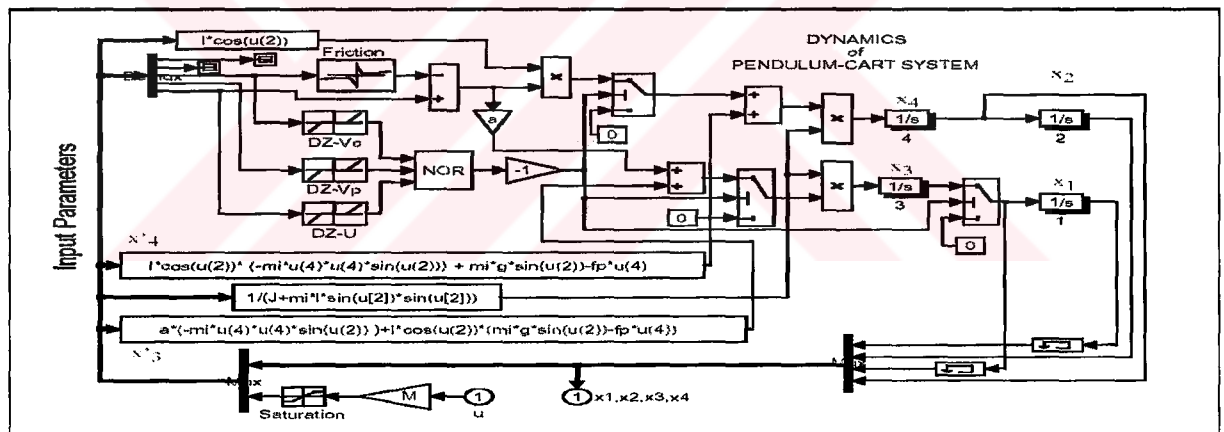 l*cos(u(2))
Friction
DYNAMICS
of
PENDULUM-CART SYSTEM
x2
-
+
x
+
+
x
x4
1/s
4
1/s
2
0
a
DZ-Vc
DZ-Vp
DZ-U
NOR
-1
+
+
x
x3
1/s
3
x1
1/s
1
0
0
Input Parameters
x'4
l*cos(u(2))* (-mi*u(4)*u(4)*sin(u(2))) + mi*g*sin(u(2))-fp*u(4)
1/(J+mi*l*sin(u[2])*sin(u[2]))
a*(-mi*u(4)*u(4)*sin(u(2)) )+l*cos(u(2))*(mi*g*sin(u(2))-fp*u(4))
x'3
Mux
Saturation
M
1
u
1
x1,x2,x3,x4